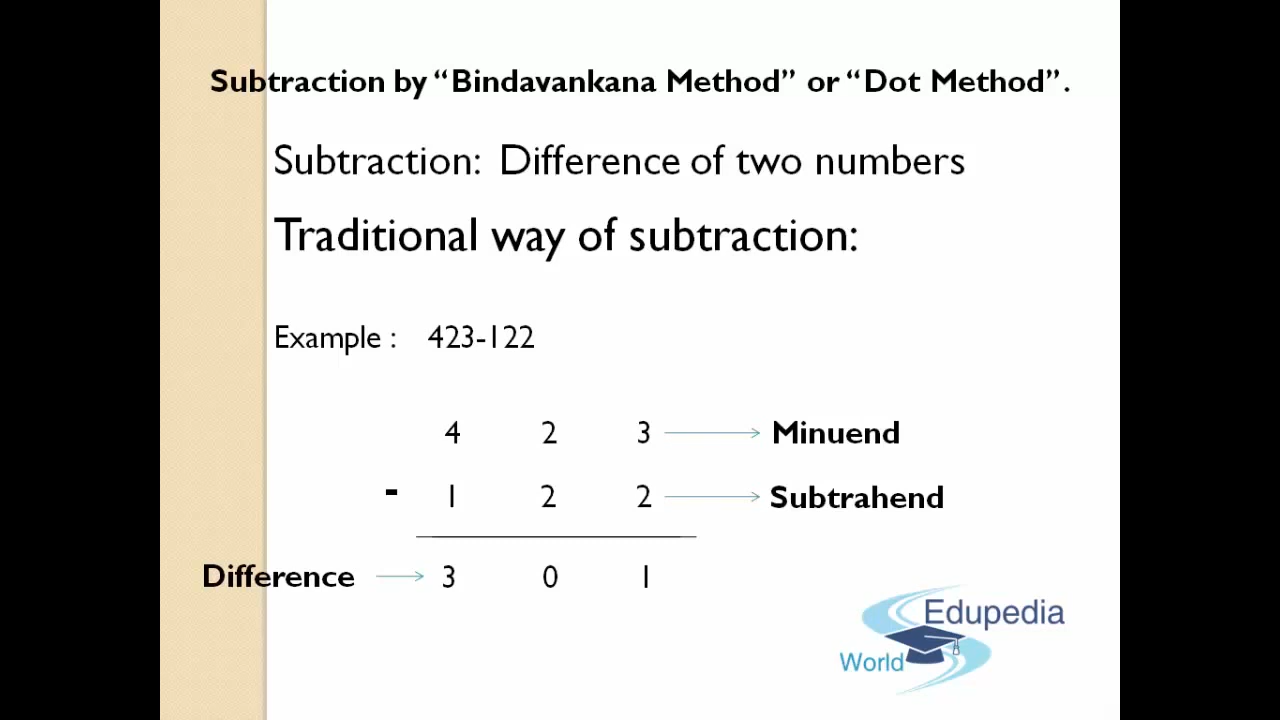 Subtraction by “Bindavankana Method” or “Dot Method”.
Subtraction: Difference of two numbers
Traditional way of subtraction:
Example : 423-122
4 2 3 Minuend
- 1 2 2 Subtrahend
Difference 3 0 1
Edupedia
World